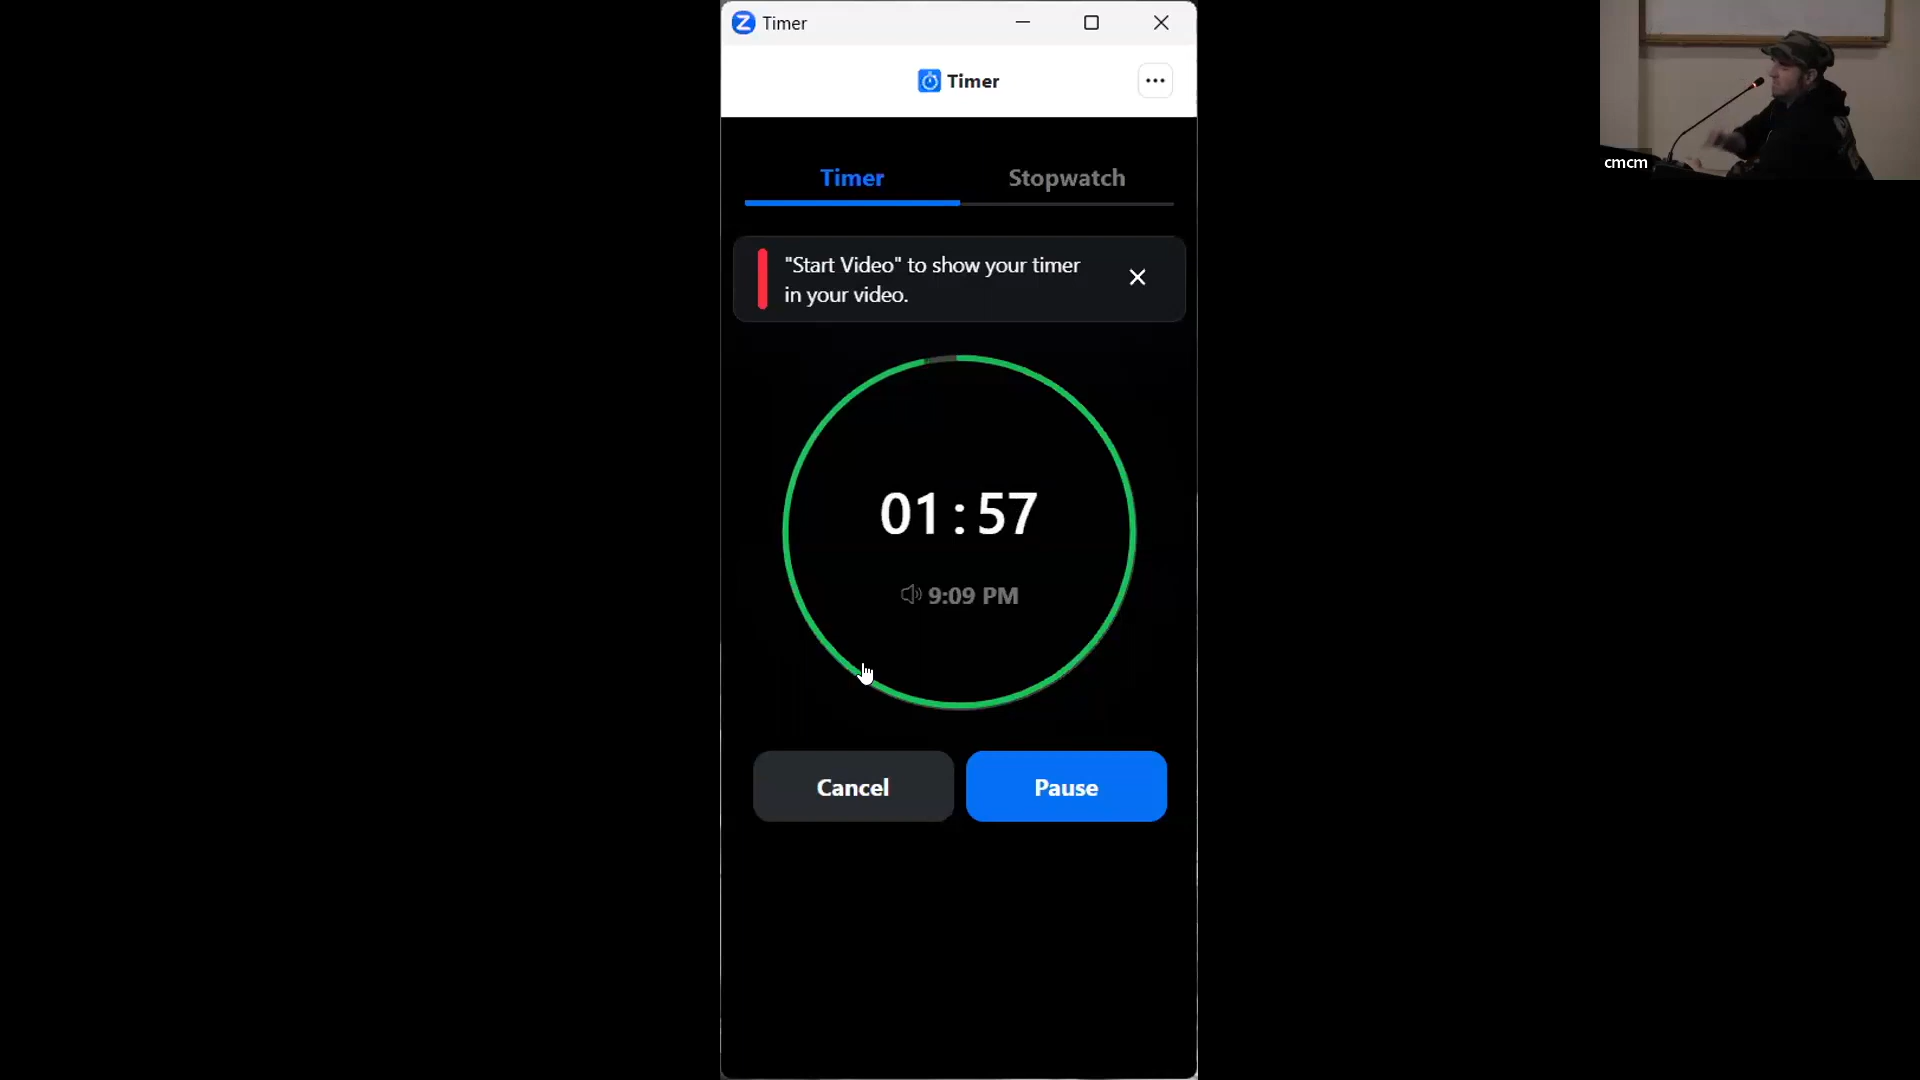 Timer
Timer
Timer
Stopwatch
"Start Video" to show your timer
in your video.
01:57
9:09 PM
Cancel
Pause
cmcm